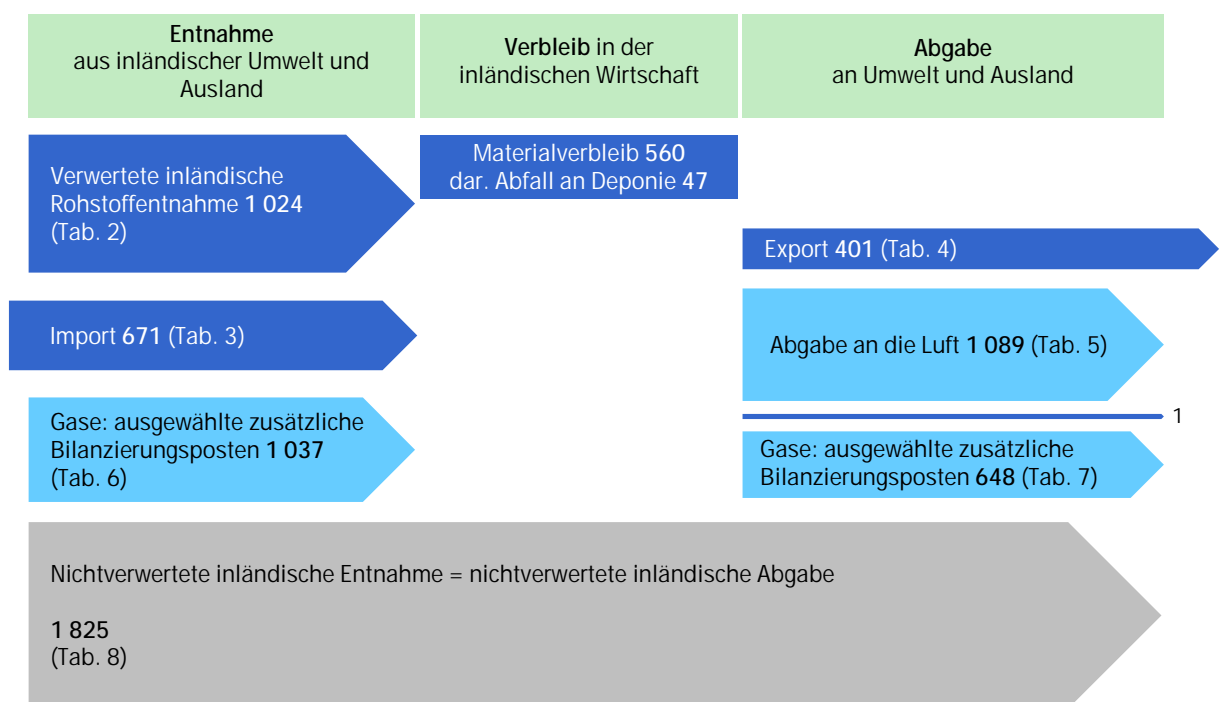 Entnahme
aus inländischer Umwelt und
Ausland
Verbleib in der
inländischen Wirtschaft
Abgabe
an Umwelt und Ausland
Verwertete inländische
Rohstoffentnahme 1 024
(Tab. 2)
Materialverbleib 560
dar. Abfall an Deponie 47
Export 401 (Tab. 4)
Import 671 (Tab. 3)
Abgabe an die Luft 1 089 (Tab. 5)
1
Gase: ausgewählte zusätzliche
Bilanzierungsposten 1 037
(Tab. 6)
Gase: ausgewählte zusätzliche
Bilanzierungsposten 648 (Tab. 7)
Nichtverwertete inländische Entnahme = nichtverwertete inländische Abgabe
1 825
(Tab. 8)